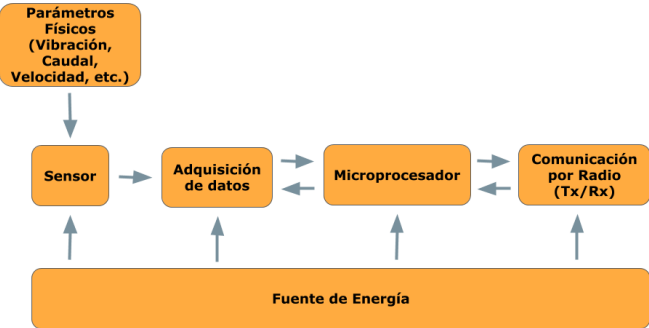 Parámetros
Físicos
(Vibración,
Caudal,
Velocidad, etc.)
Sensor
Adquisición
de datos
Microprocesador
Comunicación
por Radio
(Tx/Rx)
Fuente de Energía